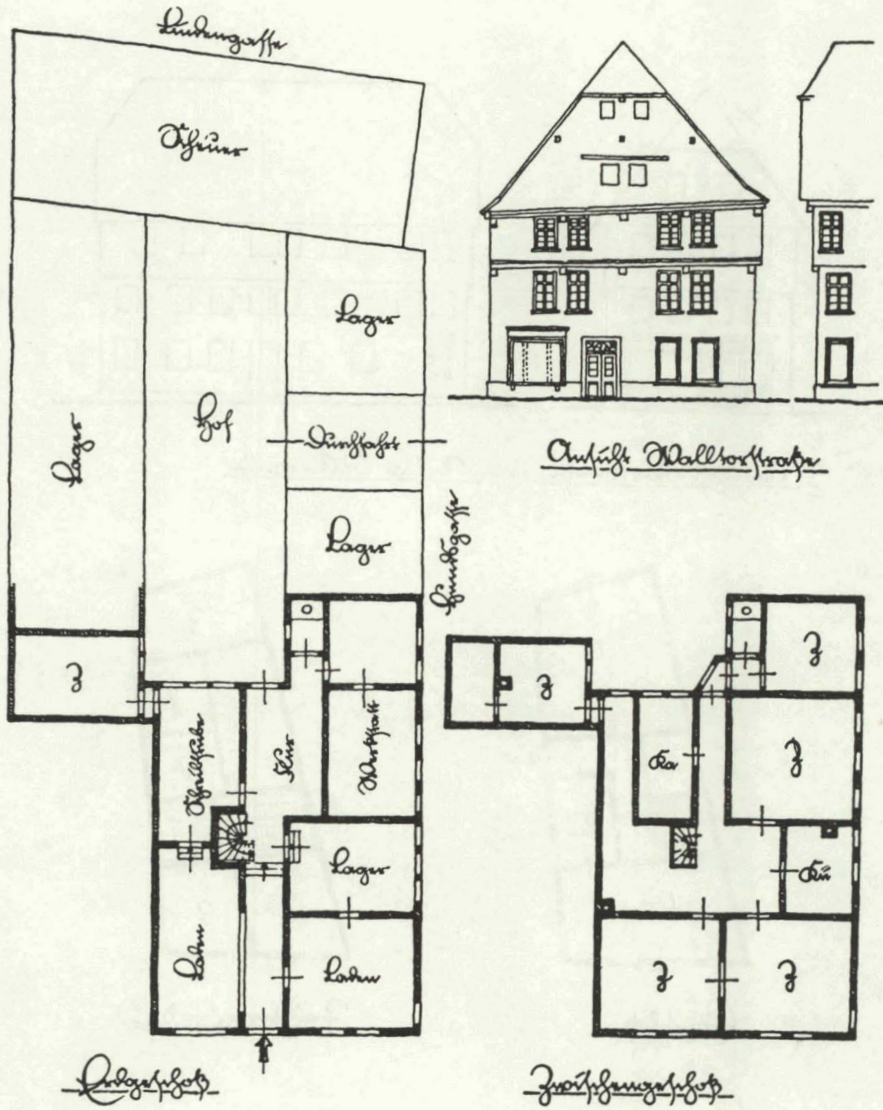 Lindengasse
Scheuer
Lager
Hof
Lager
Durchfahrt
Lager
Hundsgasse
Ansicht Walltorstraße
Z
Schreibstube
Flur
Werkstatt
Lager
Laden
Laden
Erdgeschoß
Z
Z
Ka
Z
Kü
Z
Z
Zwischengeschoß